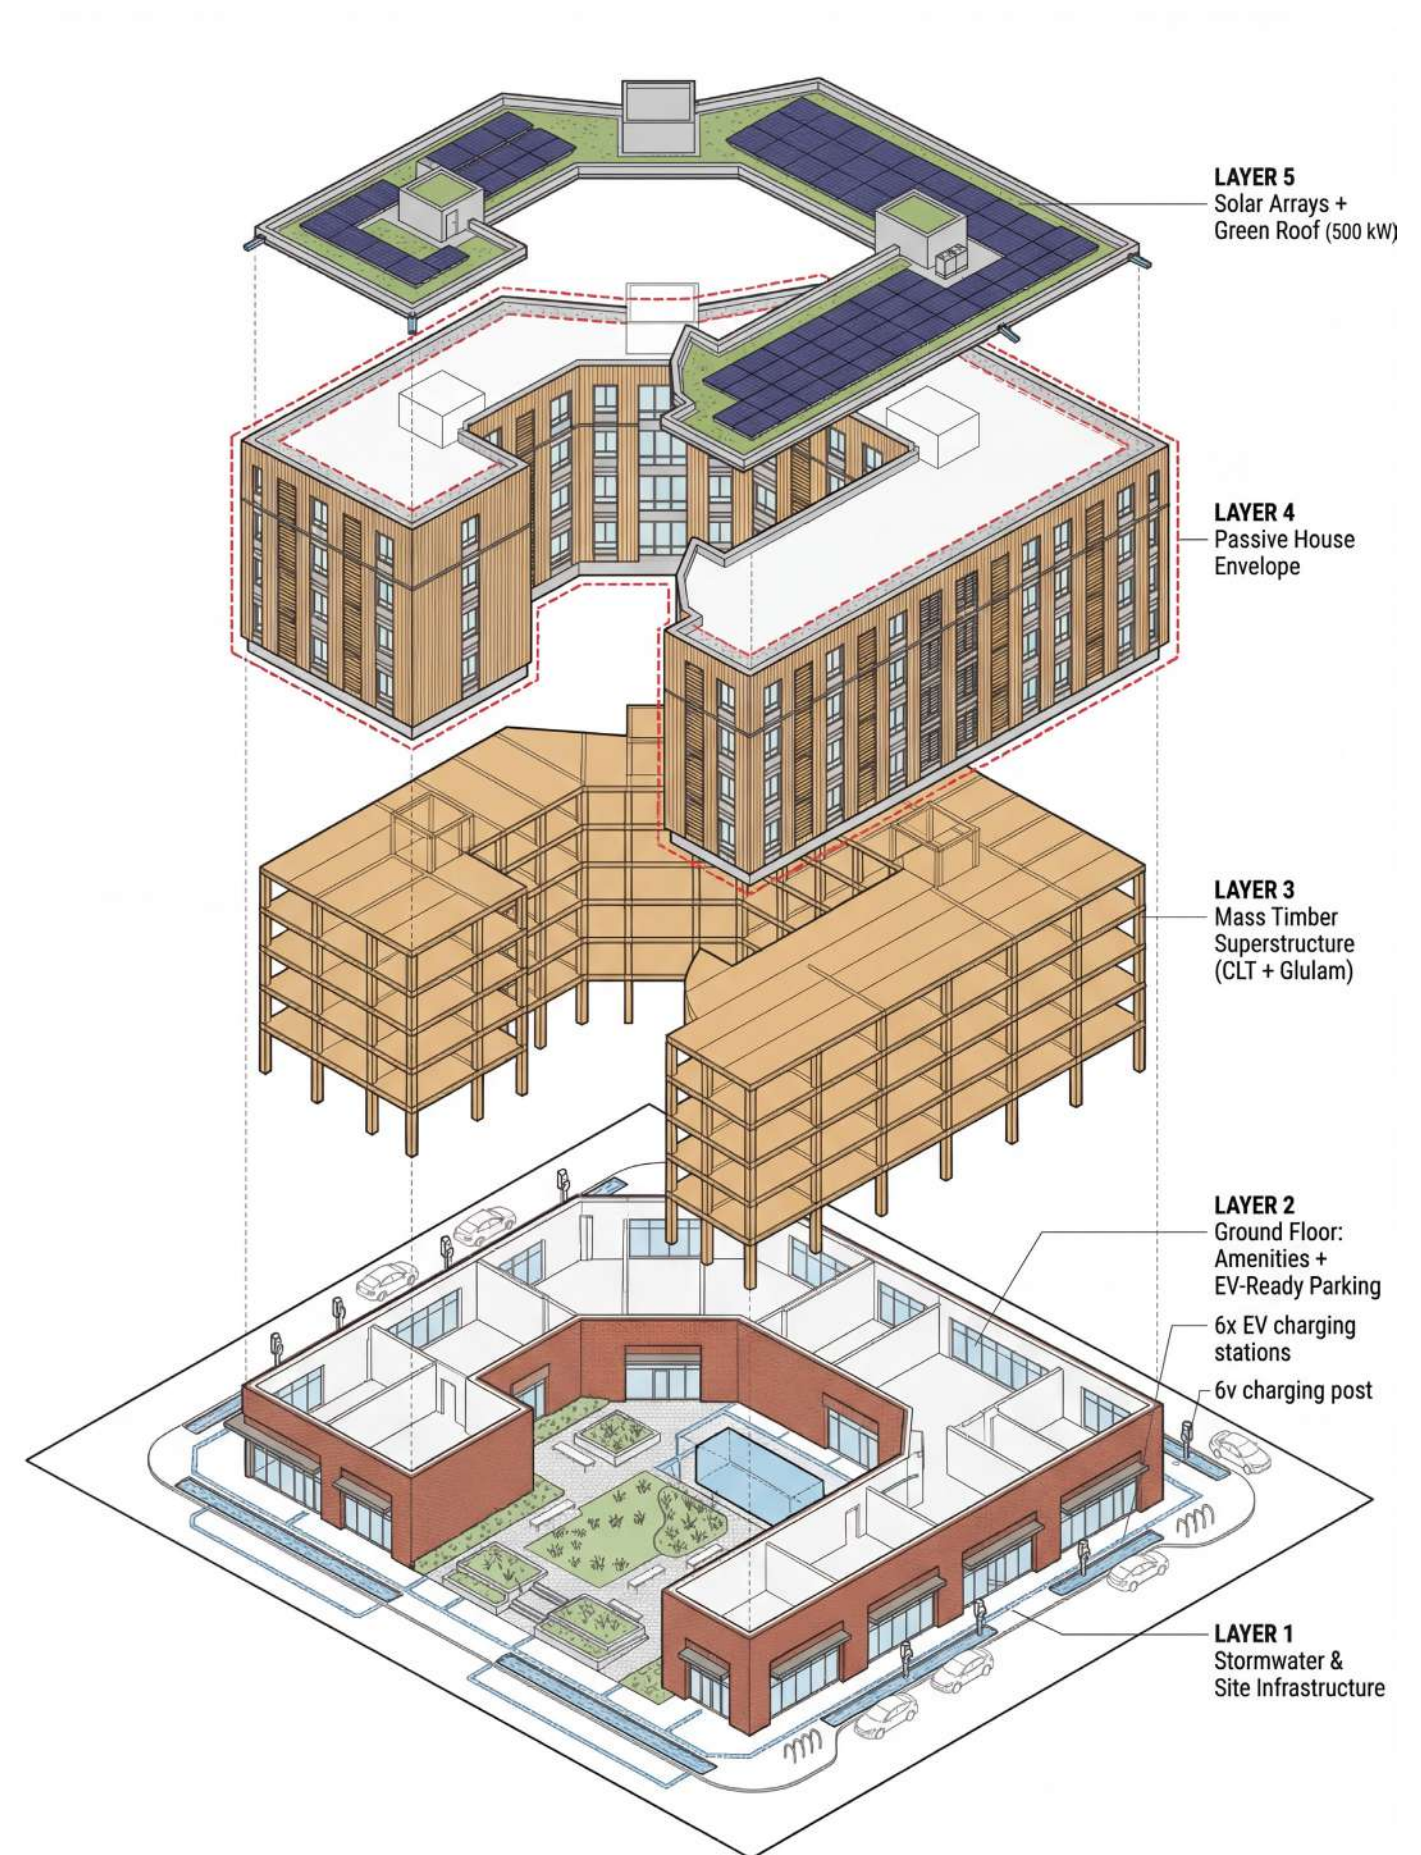 LAYER 5
Solar Arrays +
Green Roof (500 kW)
LAYER 4
Passive House
Envelope
LAYER 3
Mass Timber
Superstructure
(CLT + Glulam)
LAYER 2
Ground Floor:
Amenities +
EV-Ready Parking
6x EV charging
stations
6v charging post
LAYER 1
Stormwater &
Site Infrastructure